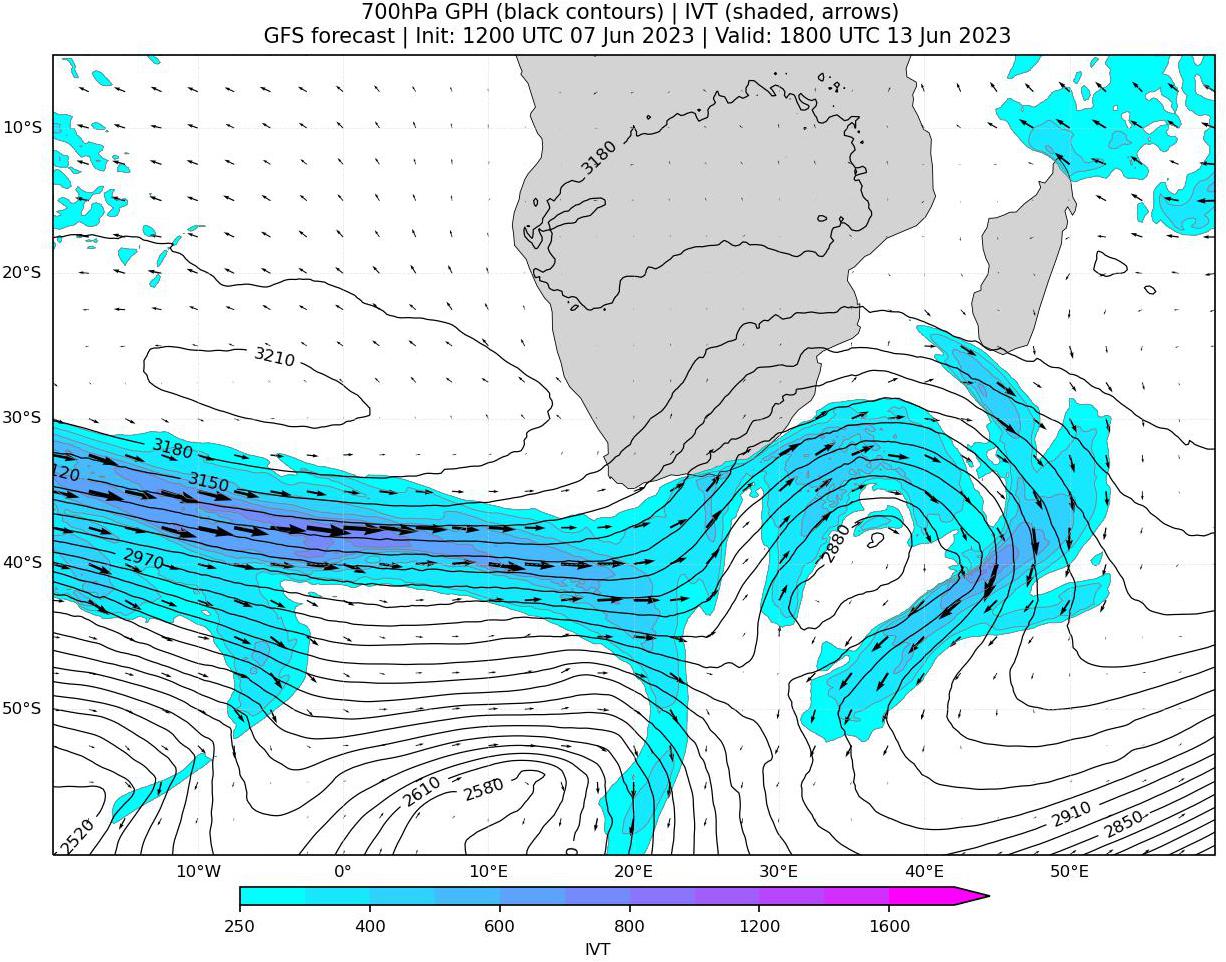 700hPa GPH (black contours) | IVT (shaded, arrows)
GFS forecast | Init: 1200 UTC 07 Jun 2023 | Valid: 1800 UTC 13 Jun 2023
10°S
3180
20°S
3210
30°S
3180
120
3150
2970
2880
40°S
50°S
2610
2580
2520
0
2910
2850
10°W
0°
10°E
20°E
30°E
40°E
50°E
250
400
600
800
1200
1600
IVT